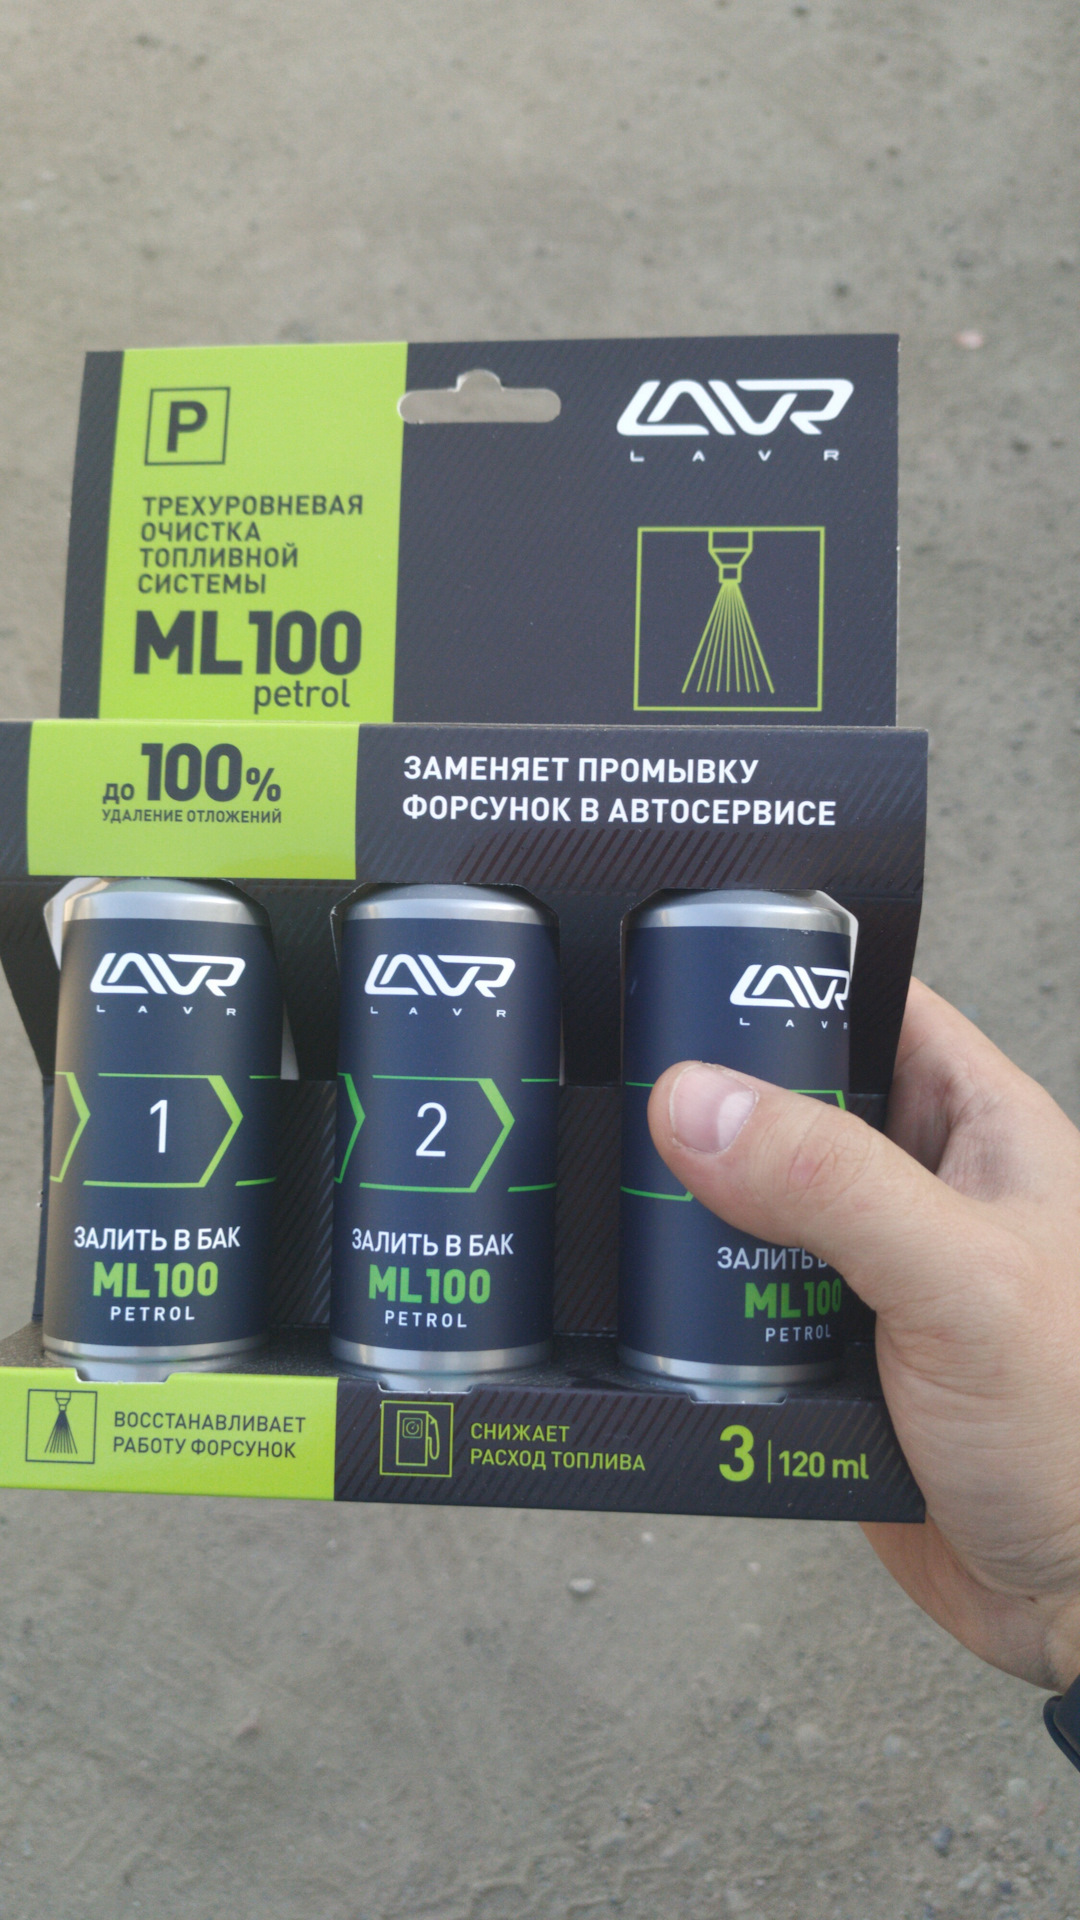 P
LAVR
LAVR
ТРЕХУРОВНЕВАЯ
ОЧИСТКА
ТОПЛИВНОЙ
СИСТЕМЫ
ML100
petrol
до 100%
УДАЛЕНИЕ ОТЛОЖЕНИЙ
ЗАМЕНЯЕТ ПРОМЫВКУ
ФОРСУНОК В АВТОСЕРВИСЕ
LAVR
LAVR
1
ЗАЛИТЬ В БАК
ML100
PETROL
LAVR
LAVR
2
ЗАЛИТЬ В БАК
ML100
PETROL
LAVR
LAVR
ЗАЛИТЬ
ML100
PETROL
ВОССТАНАВЛИВАЕТ
РАБОТУ ФОРСУНОК
СНИЖАЕТ
РАСХОД ТОПЛИВА
3 | 120 ml